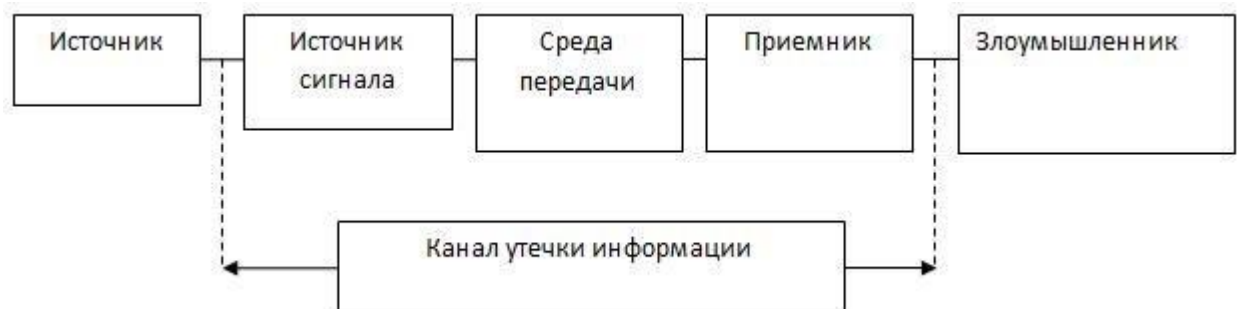 Источник
Источник
сигнала
Среда
передачи
Приемник
Злоумышленник
Канал утечки информации